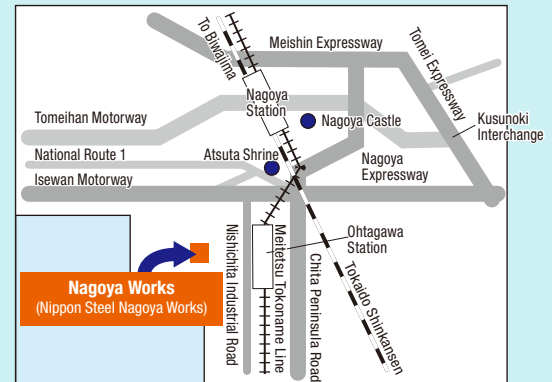 To Biwajima
Meishin Expressway
Tomei Expressway
Nagoya
Station
Tomeihan Motorway
Nagoya Castle
Kusunoki
Interchange
National Route 1
Atsuta Shrine
Nagoya
Expressway
Isewan Motorway
Nishichita Industrial Road
Meitetsu Tokoname Line
Chita Peninsula Road
Ohtagawa
Station
Tokaido Shinkansen
Nagoya Works
(Nippon Steel Nagoya Works)